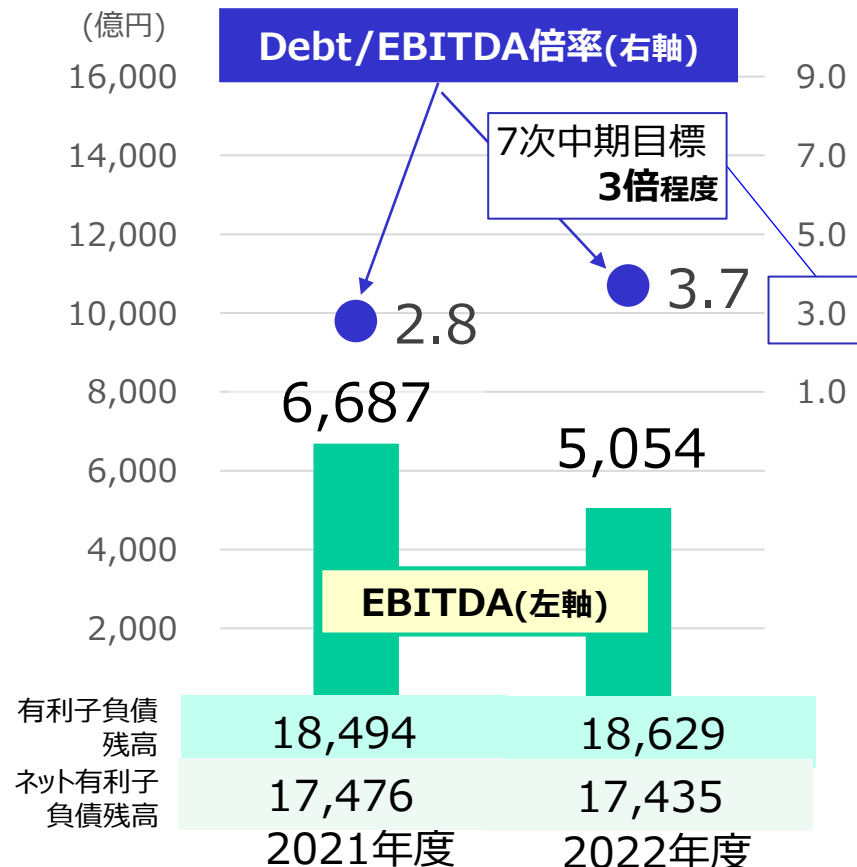 (億円)
Debt/EBITDA倍率(右軸)
16,000
9.0
7次中期目標
3倍程度
14,000
7.0
12,000
5.0
3.7
10,000
2.8
3.0
8,000
6,687
1.0
5,054
6,000
4,000
EBITDA(左軸)
2,000
有利子負債
残高
18,494
18,629
ネット有利子
負債残高
17,476
17,435
2021年度
2022年度